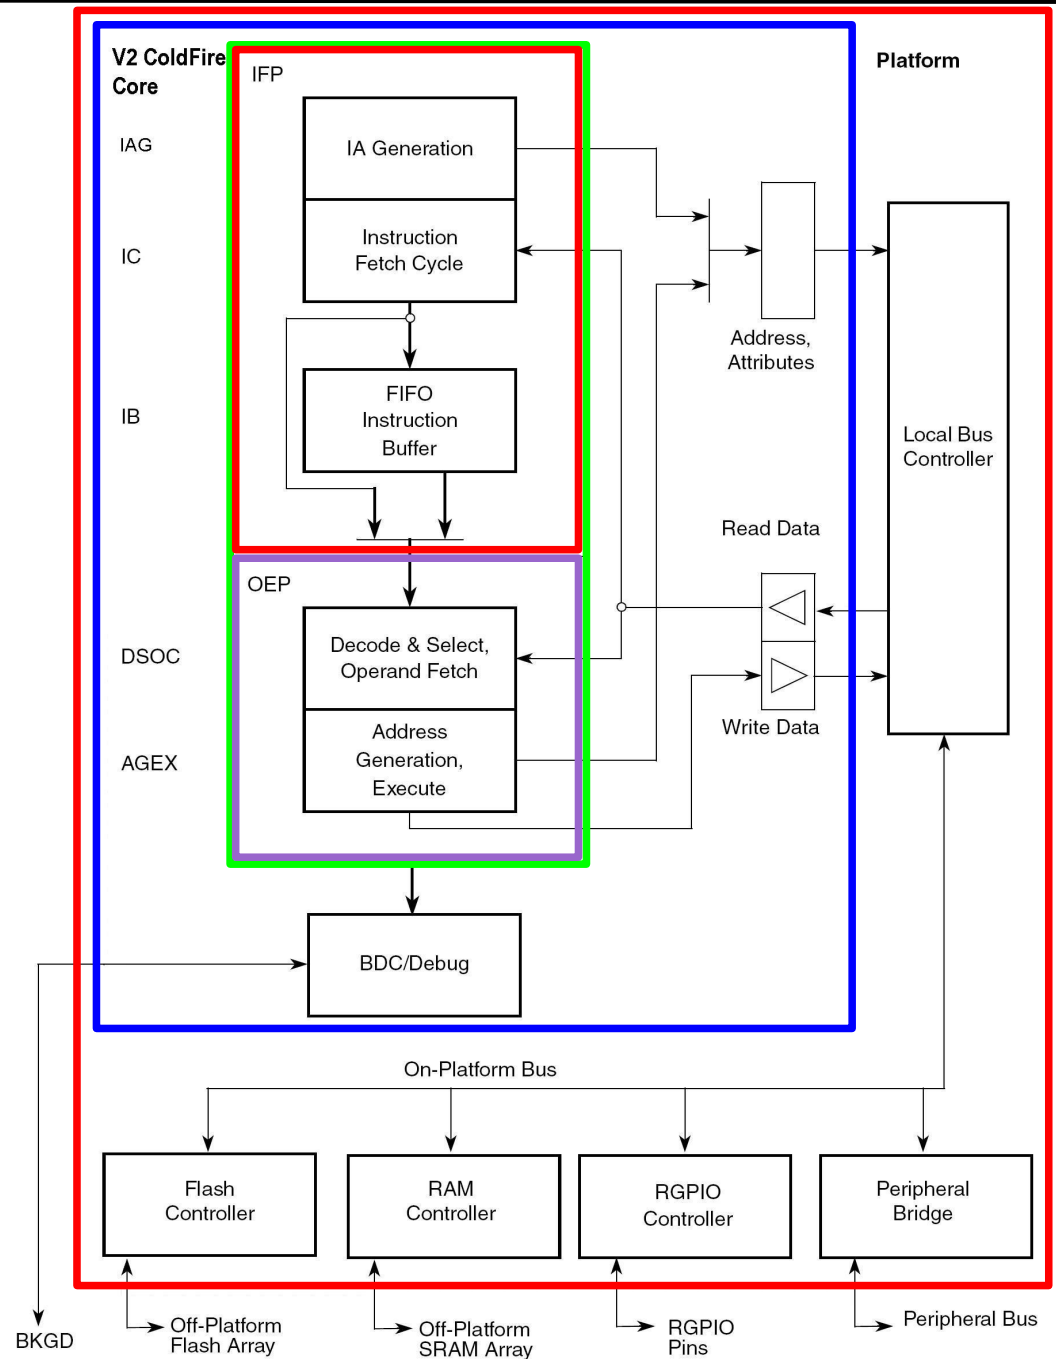 V2 ColdFire
Core
IFP
Platform
IAG
IA Generation
IC
Instruction
Fetch Cycle
Address,
Attributes
IB
FIFO
Instruction
Buffer
Local Bus
Controller
Read Data
OEP
DSOC
Decode & Select,
Operand Fetch
Write Data
AGEX
Address
Generation,
Execute
BDC/Debug
On-Platform Bus
Flash
Controller
RAM
Controller
RGPIO
Controller
Peripheral
Bridge
BKGD
Off-Platform
Flash Array
Off-Platform
SRAM Array
RGPIO
Pins
Peripheral Bus